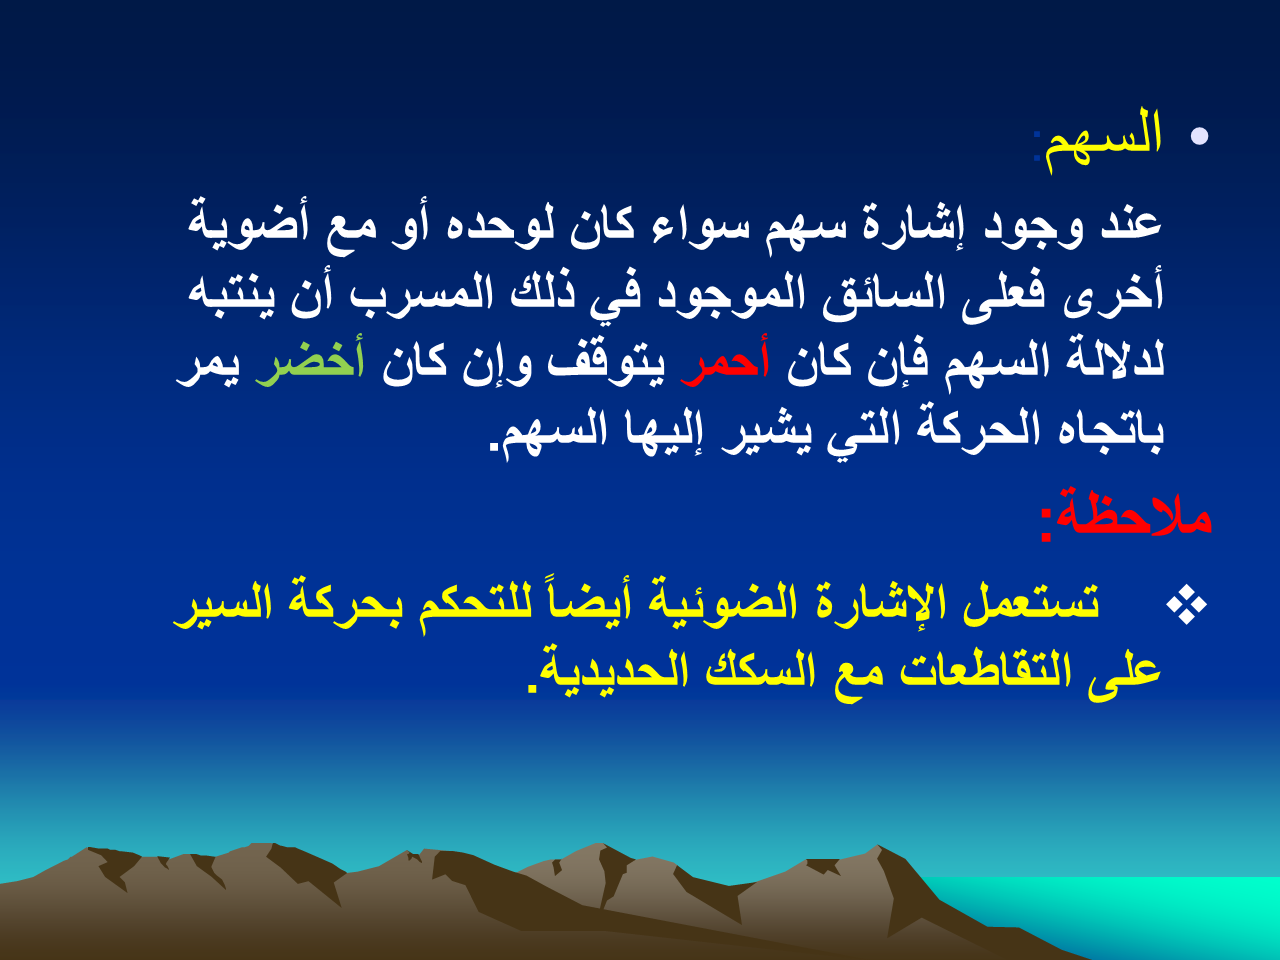 • السهم:
عند وجود إشارة سهم سواء كان لوحده أو مع أضوية
أخرى فعلى السائق الموجود في ذلك المسرب أن ينتبه
لدلالة السهم فإن كان أحمر يتوقف وإن كان أخضر يمر
باتجاه الحركة التي يشير إليها السهم.
ملاحظة:
❖ تستعمل الإشارة الضوئية أيضاً للتحكم بحركة السير
على التقاطعات مع السكك الحديدية.